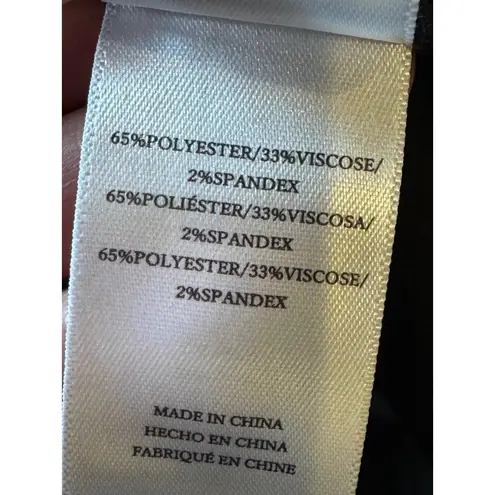 65%POLYESTER/33%VISCOSE/
2%SPANDEX
65%POLIÉSTER/33%VISCOSA/
2%SPANDEX
65%POLYESTER/33%VISCOSE/
2%SPANDEX
MADE IN CHINA
HECHO EN CHINA
FABRIQUÉ EN CHINE